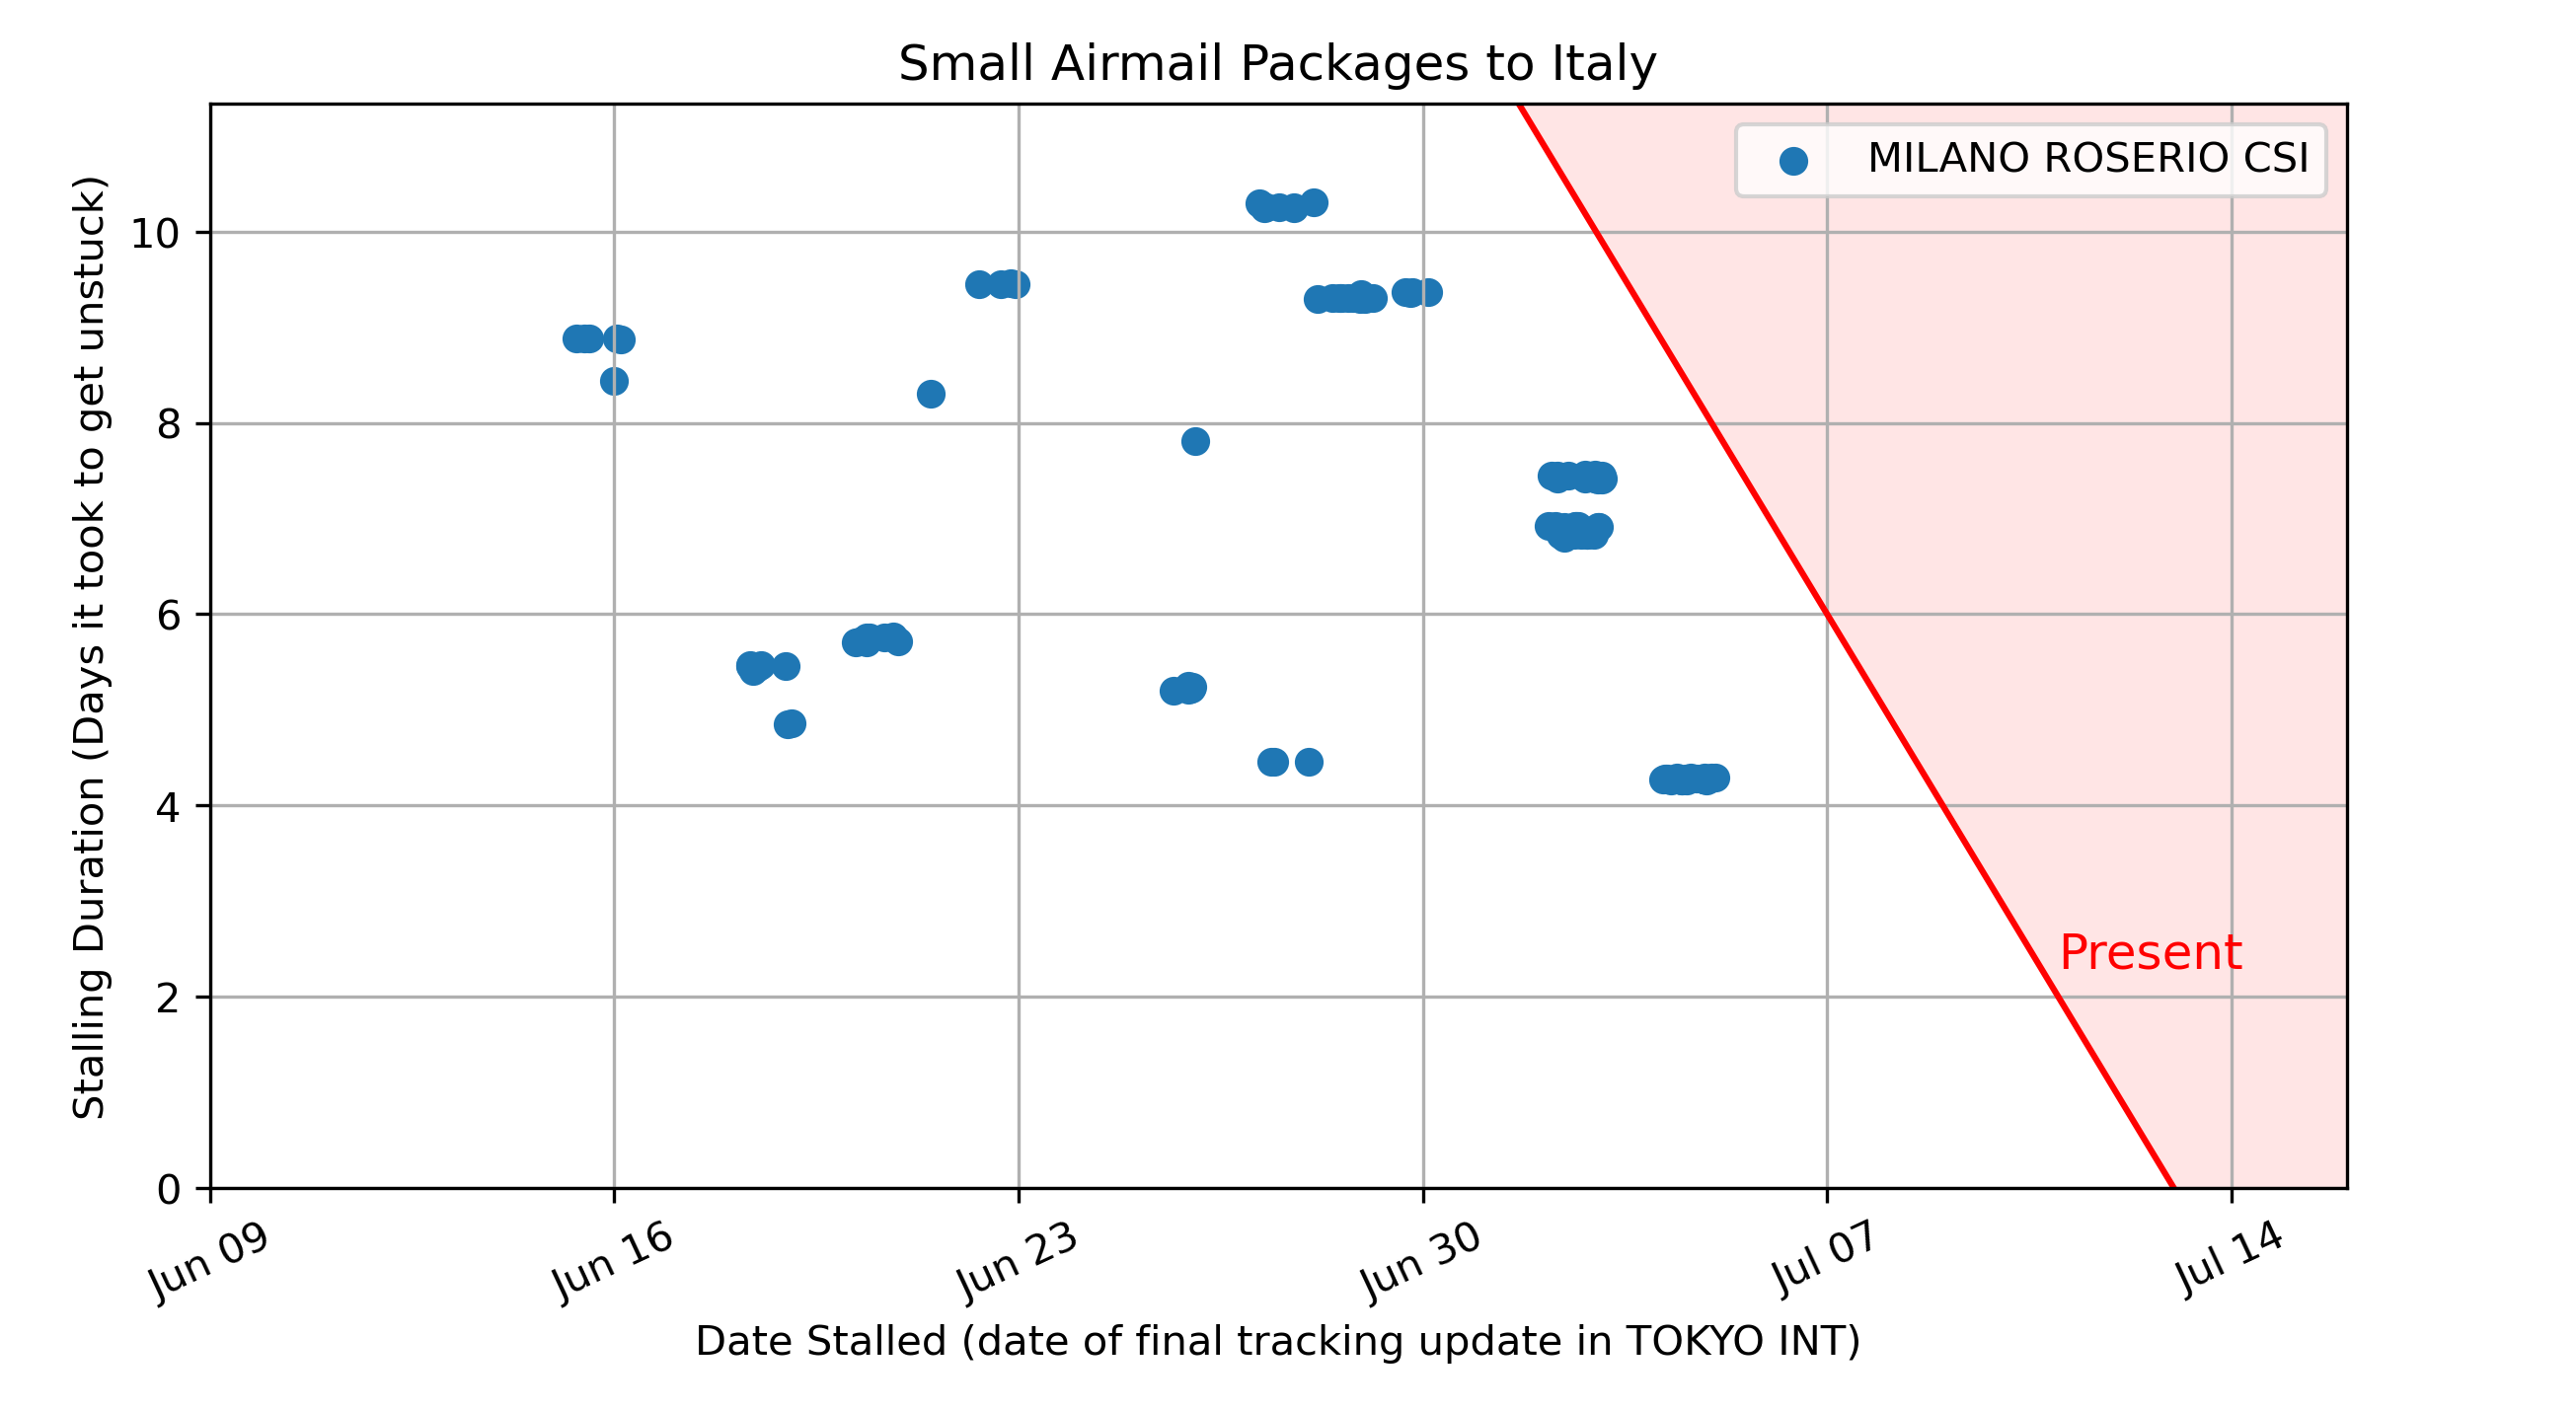 Small Airmail Packages to Italy
MILANO ROSERIO CSI
Stalling Duration (Days it took to get unstuck)
10
8
6
4
2
0
Present
Jun 09
Jun 16
Jun 23
Jun 30
Jul 07
Jul 14
Date Stalled (date of final tracking update in TOKYO INT)